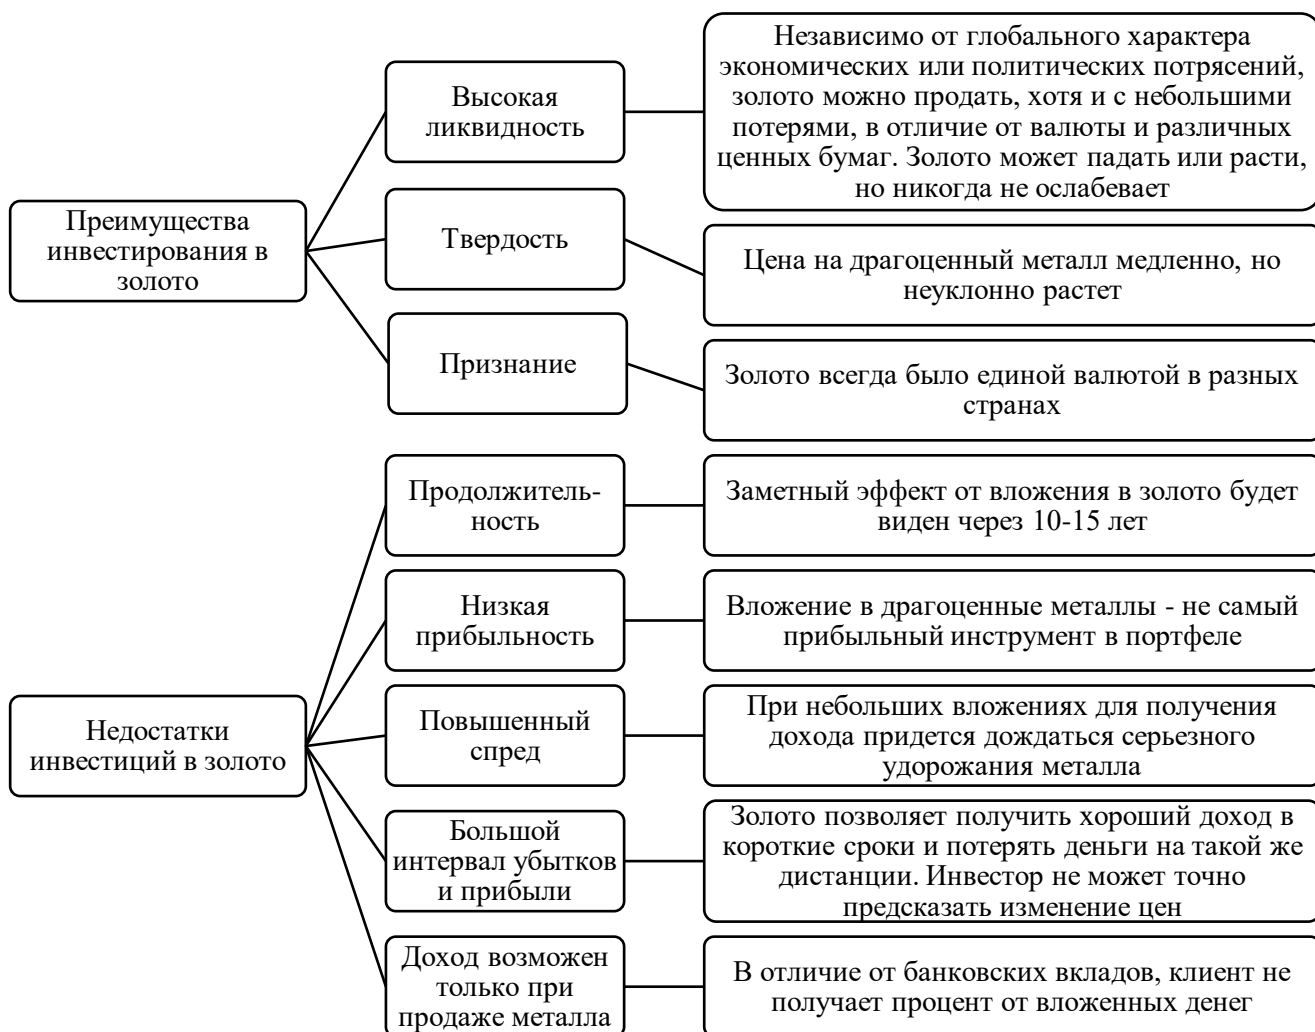 Преимущества
инвестирования в
золото
Высокая
ликвидность
Независимо от глобального характера
экономических или политических потрясений,
золото можно продать, хотя и с небольшими
потерями, в отличие от валюты и различных
ценных бумаг. Золото может падать или расти,
но никогда не ослабевает
Твердость
Цена на драгоценный металл медленно, но
неуклонно растет
Признание
Золото всегда было единой валютой в разных
странах
Недостатки
инвестиций в золото
Продолжитель-
ность
Заметный эффект от вложения в золото будет
виден через 10-15 лет
Низкая
прибыльность
Вложение в драгоценные металлы - не самый
прибыльный инструмент в портфеле
Повышенный
спред
При небольших вложениях для получения
дохода придется дождаться серьезного
удорожания металла
Большой
интервал убытков
и прибыли
Золото позволяет получить хороший доход в
короткие сроки и потерять деньги на такой же
дистанции. Инвестор не может точно
предсказать изменение цен
Доход возможен
только при
продаже металла
В отличие от банковских вкладов, клиент не
получает процент от вложенных денег